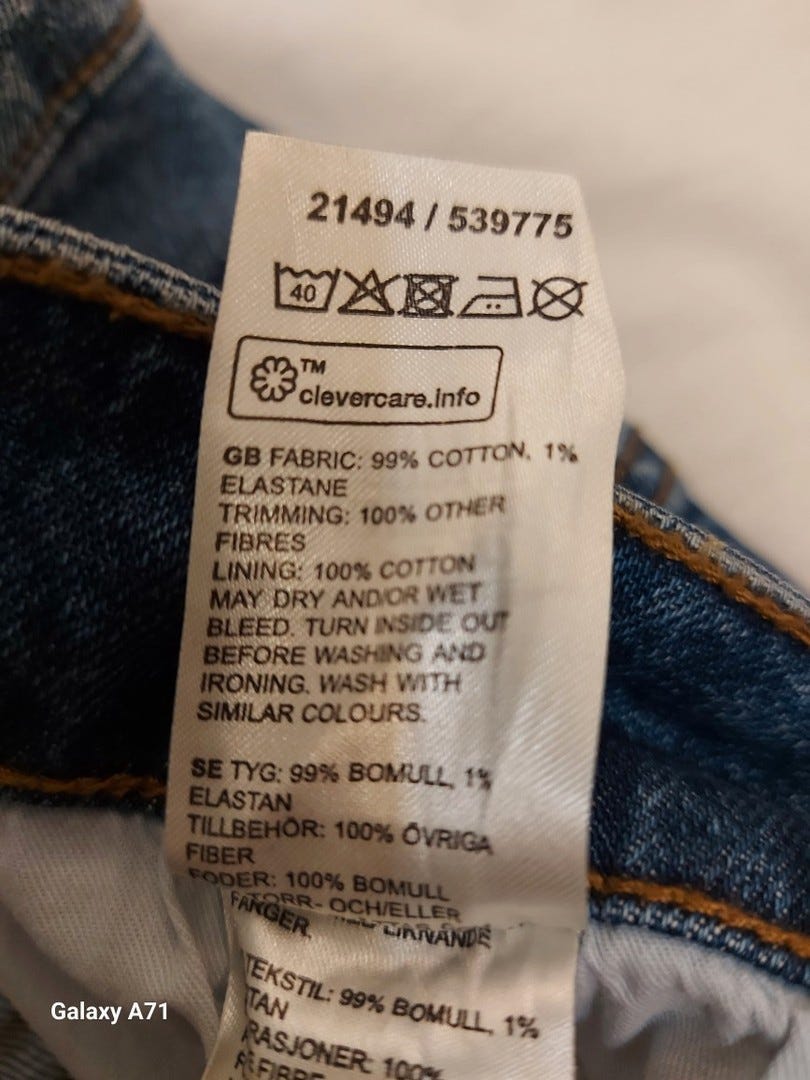 21494 / 539775
40
TM
clevercare.info
GB FABRIC: 99% COTTON, 1%
ELASTANE
TRIMMING: 100% OTHER
FIBRES
LINING: 100% COTTON
MAY DRY AND/OR WET
BLEED. TURN INSIDE OUT
BEFORE WASHING AND
IRONING. WASH WITH
SIMILAR COLOURS.
SE TYG: 99% BOMULL, 1%
ELASTAN
TILLBEHÖR: 100% ÖVRIGA
FIBER
FODER: 100% BOMULL
TORR- OCH/ELLER
LIKNANDE
TEKSTIL: 99% BOMULL, 1%
100%
Galaxy A71